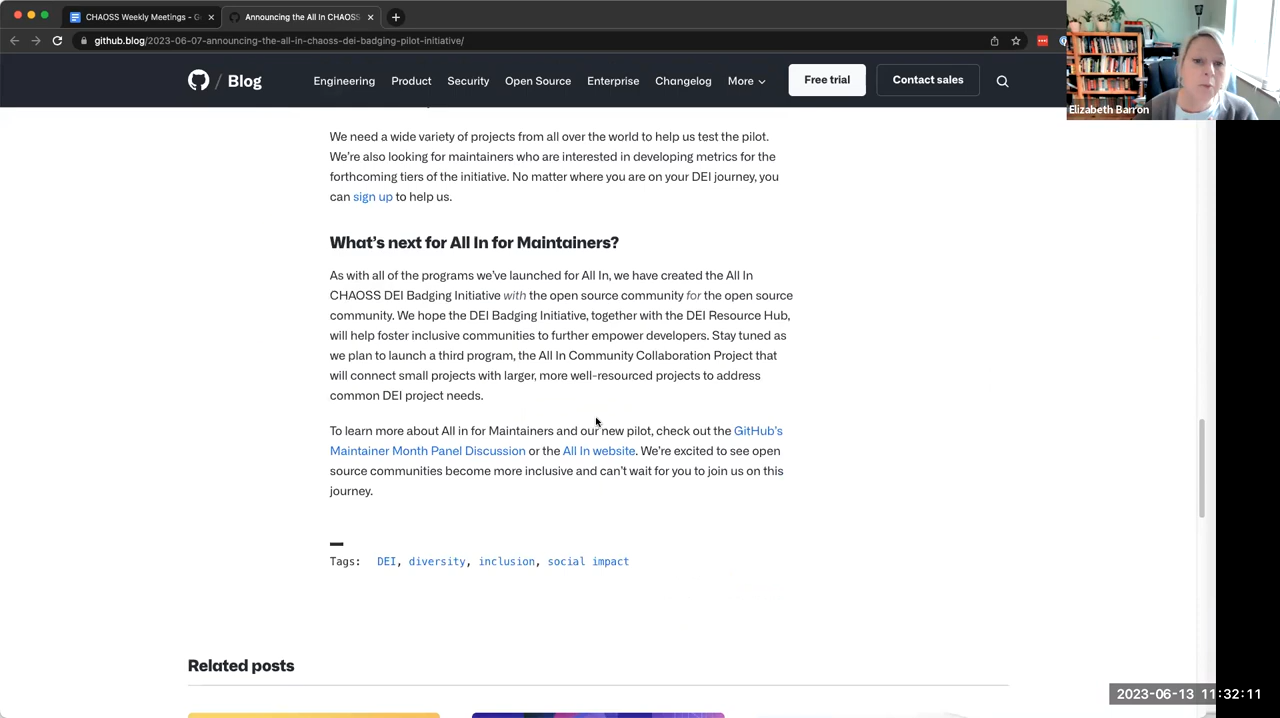 CHAOSS Weekly Meetings - G
Announcing the All In CHAOSS
github.blog/2023-06-07-announcing-the-all-in-chaoss-dei-badging-pilot-initiative/
/ Blog Engineering Product Security Open Source Enterprise Changelog More Free trial Contact sales
Elizabeth Barron
We need a wide variety of projects from all over the world to help us test the pilot.
We're also looking for maintainers who are interested in developing metrics for the
forthcoming tiers of the initiative. No matter where you are on your DEI journey, you
can sign up to help us.
What's next for All In for Maintainers?
As with all of the programs we've launched for All In, we have created the All In
CHAOSS DEI Badging Initiative with the open source community for the open source
community. We hope the DEI Badging Initiative, together with the DEI Resource Hub,
will help foster inclusive communities to further empower developers. Stay tuned as
we plan to launch a third program, the All In Community Collaboration Project that
will connect small projects with larger, more well-resourced projects to address
common DEI project needs.
To learn more about All in for Maintainers and our new pilot, check out the GitHub's
Maintainer Month Panel Discussion or the All In website. We're excited to see open
source communities become more inclusive and can't wait for you to join us on this
journey.
Tags: DEI, diversity, inclusion, social impact
Related posts
2023-06-13 11:32:11